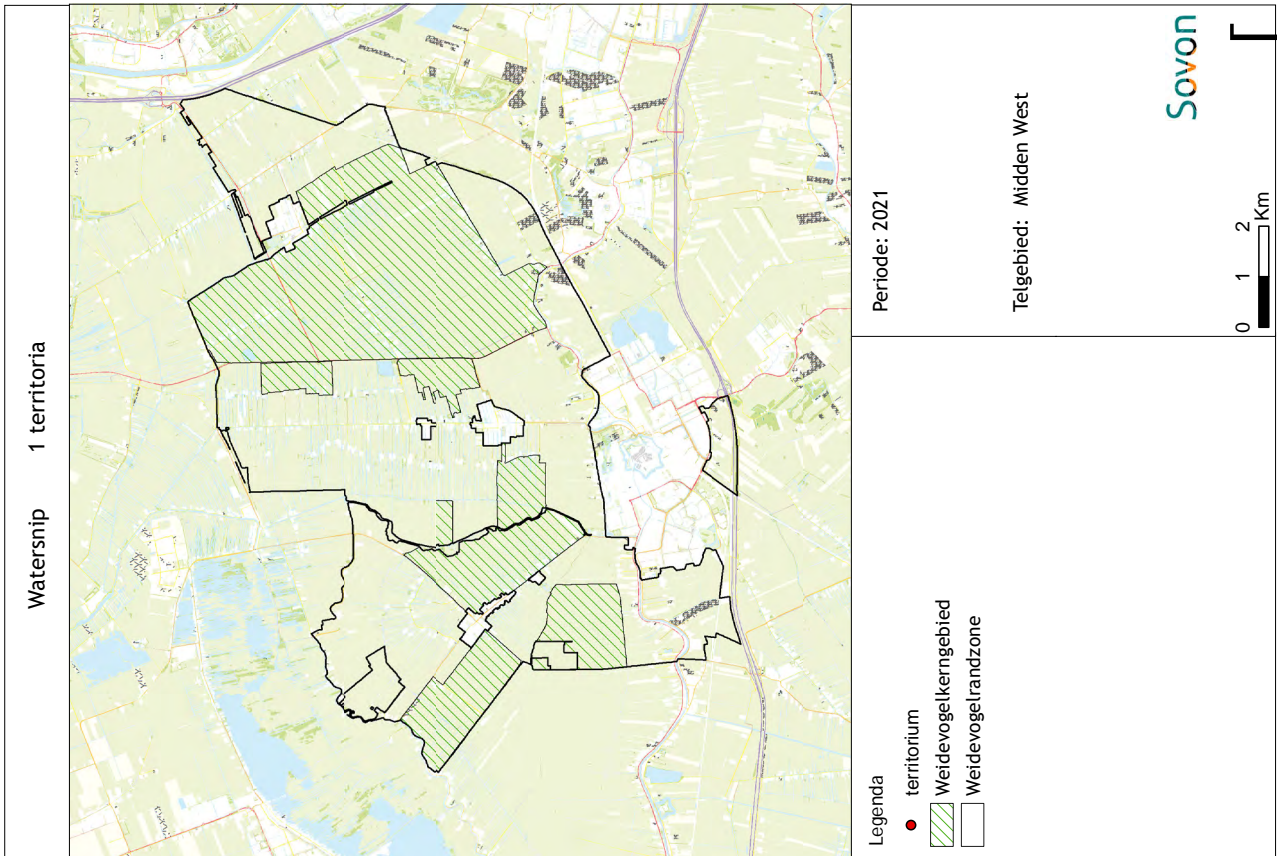 Watersnip 1 territoria
Legenda
territorium
Weidevogelkerngebied
Weidevogelrandzone
Periode: 2021
Telgebied: Midden West
0 1 2
Km
Sovon